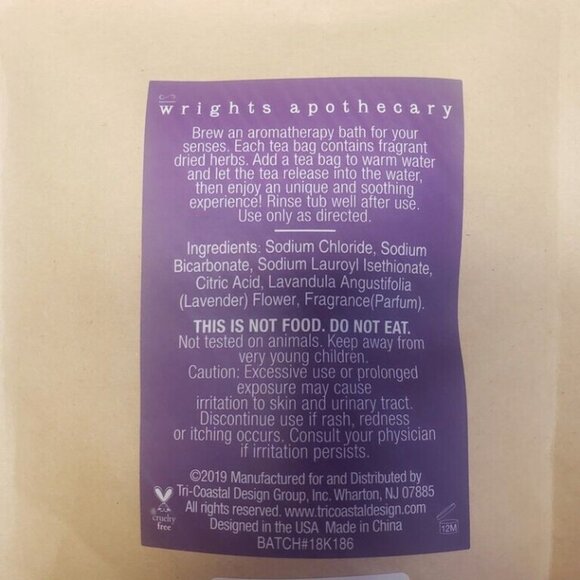 wrights apothecary
Brew an aromatherapy bath for your
senses. Each tea bag contains fragrant
dried herbs. Add a tea bag to warm water
and let the tea release into the water,
then enjoy an unique and soothing
experience! Rinse tub well after use.
Use only as directed.
Ingredients: Sodium Chloride, Sodium
Bicarbonate, Sodium Lauroyl Isethionate,
Citric Acid, Lavandula Angustifolia
(Lavender) Flower, Fragrance(Parfum).
THIS IS NOT FOOD. DO NOT EAT.
Not tested on animals. Keep away from
very young children.
Caution: Excessive use or prolonged
exposure may cause
irritation to skin and urinary tract.
Discontinue use if rash, redness
or itching occurs. Consult your physician
if irritation persists.
©2019 Manufactured for and Distributed by
Tri-Coastal Design Group, Inc. Wharton, NJ 07885
All rights reserved. www.tricoastaldesign.com
Designed in the USA Made in China
BATCH#18K186
cruelty
free
12M